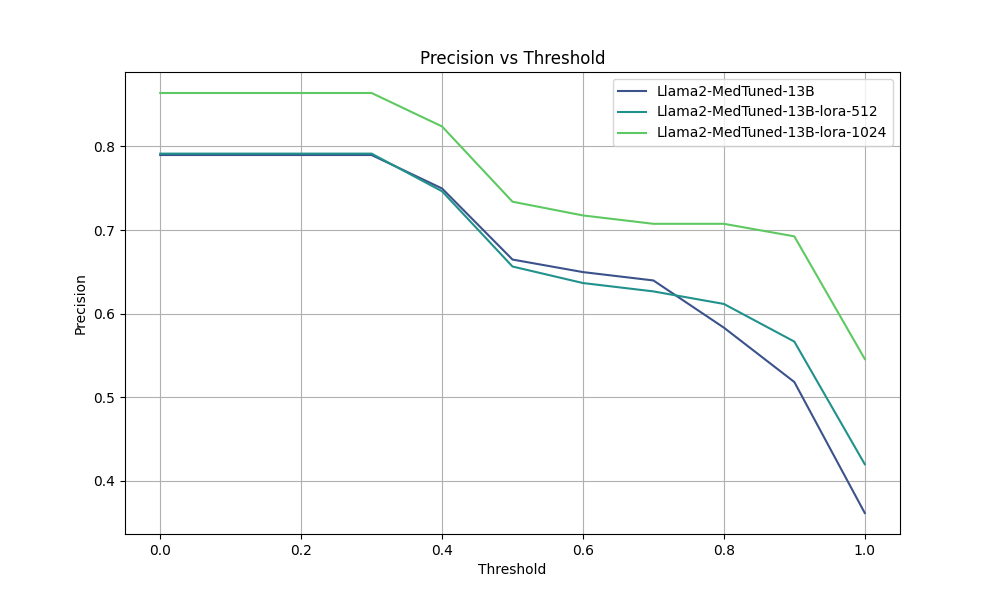 Precision vs Threshold
Llama2-MedTuned-13B
Llama2-MedTuned-13B-lora-512
Llama2-MedTuned-13B-lora-1024
0.8
0.7
0.6
0.5
0.4
Precision
0.0 0.2 0.4 0.6 0.8 1.0
Threshold